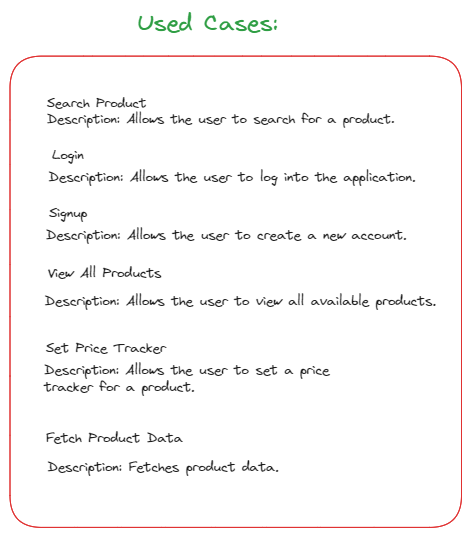 Used Cases:
Search Product
Description: Allows the user to search for a product.
Login
Description: Allows the user to log into the application.
Signup
Description: Allows the user to create a new account.
View All Products
Description: Allows the user to view all available products.
Set Price Tracker
Description: Allows the user to set a price
tracker for a product.
Fetch Product Data
Description: Fetches product data.